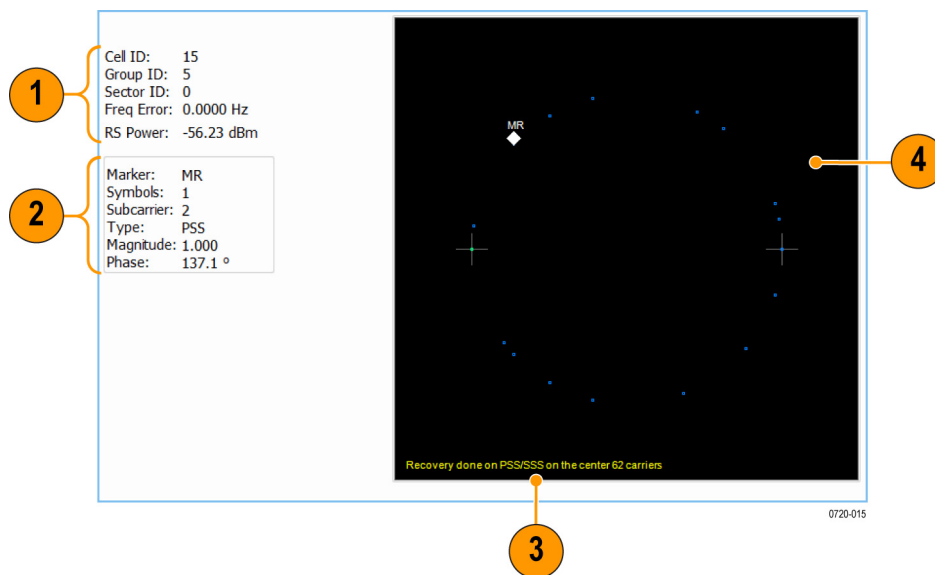 1
Cell ID: 15
Group ID: 5
Sector ID: 0
Freq Error: 0.0000 Hz
RS Power: -56.23 dBm
2
Marker: MR
Symbols: 1
Subcarrier: 2
Type: PSS
Magnitude: 1.000
Phase: 137.1 º
MR
4
Recovery done on PSS/SSS on the center 62 carriers
3
0720-015